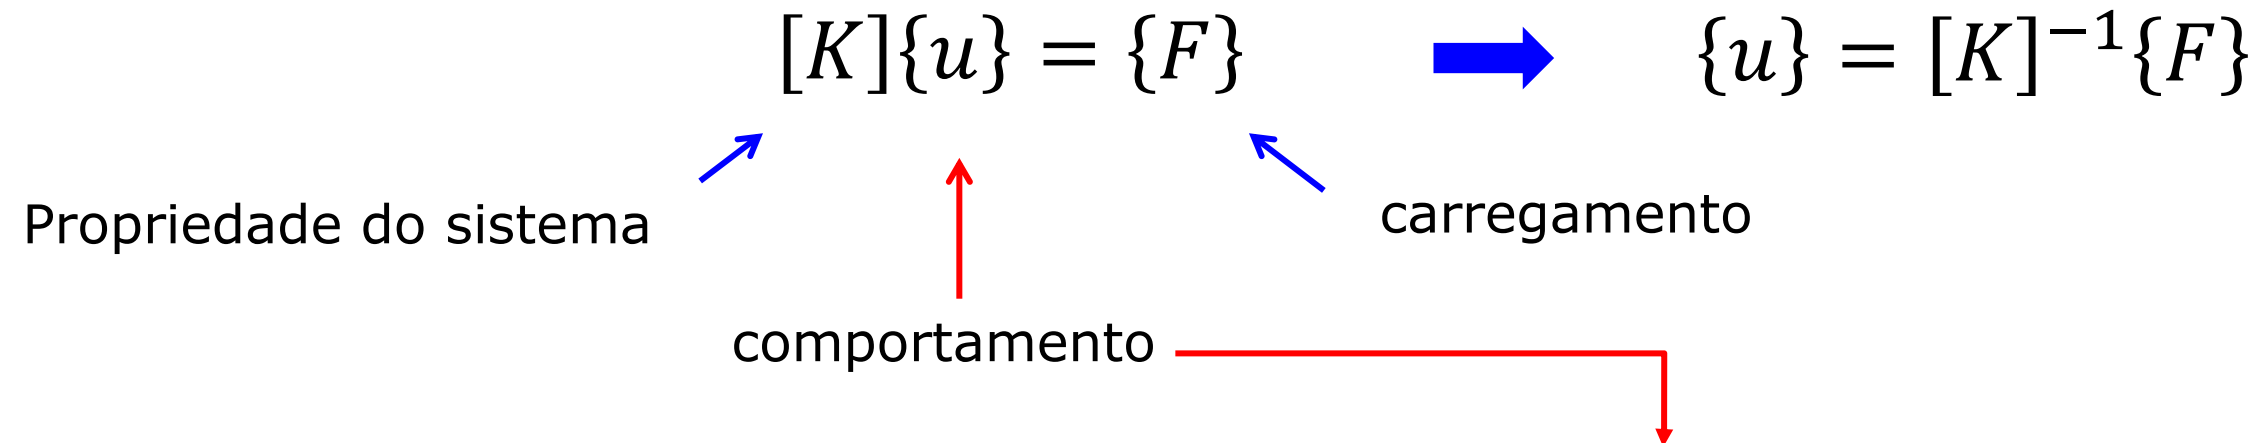 [K]{u} = {F} {u} = [K]⁻¹{F}
Propriedade do sistema
carregamento
comportamento